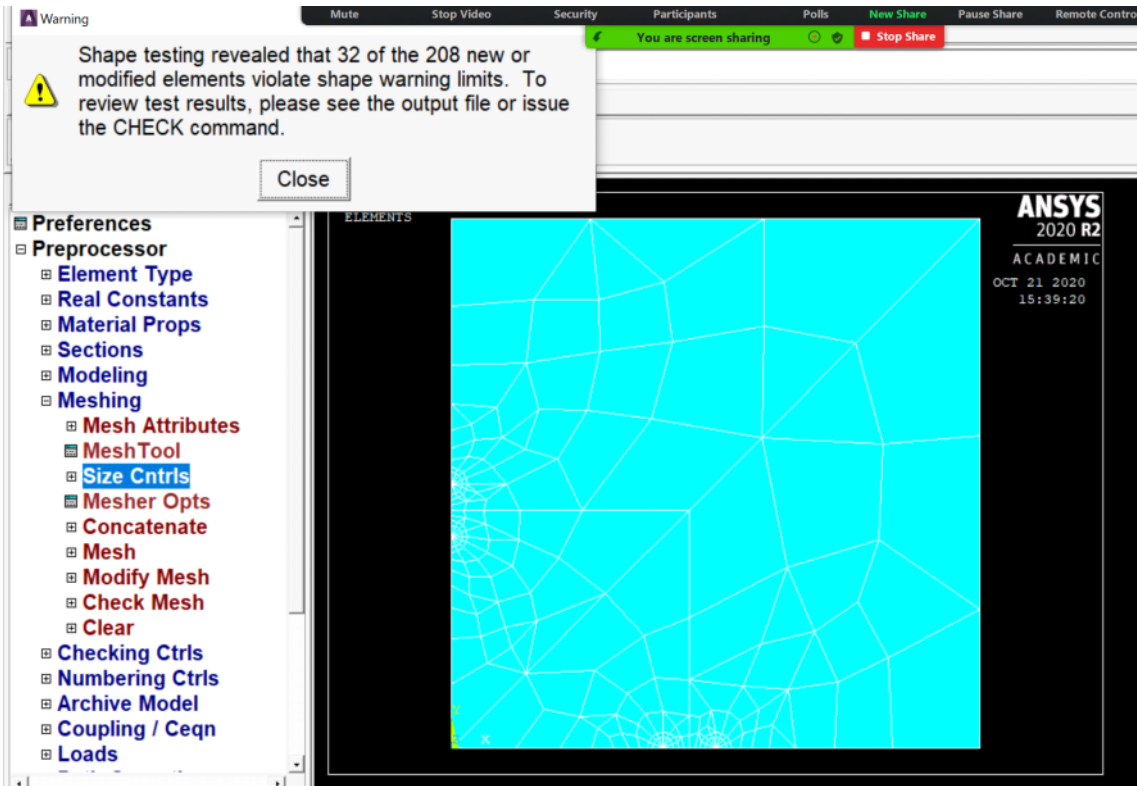 Warning
Mute Stop Video Security Participants Polls New Share Pause Share Remote Contro
You are screen sharing Stop Share
Shape testing revealed that 32 of the 208 new or
modified elements violate shape warning limits. To
review test results, please see the output file or issue
the CHECK command.
Close
Preferences
Preprocessor
Element Type
Real Constants
Material Props
Sections
Modeling
Meshing
Mesh Attributes
MeshTool
Size Cntrls
Mesher Opts
Concatenate
Mesh
Modify Mesh
Check Mesh
Clear
Checking Ctrls
Numbering Ctrls
Archive Model
Coupling / Ceqn
Loads
ELEMENTS
ANSYS
2020 R2
ACADEMIC
OCT 21 2020
15:39:20
Y
X